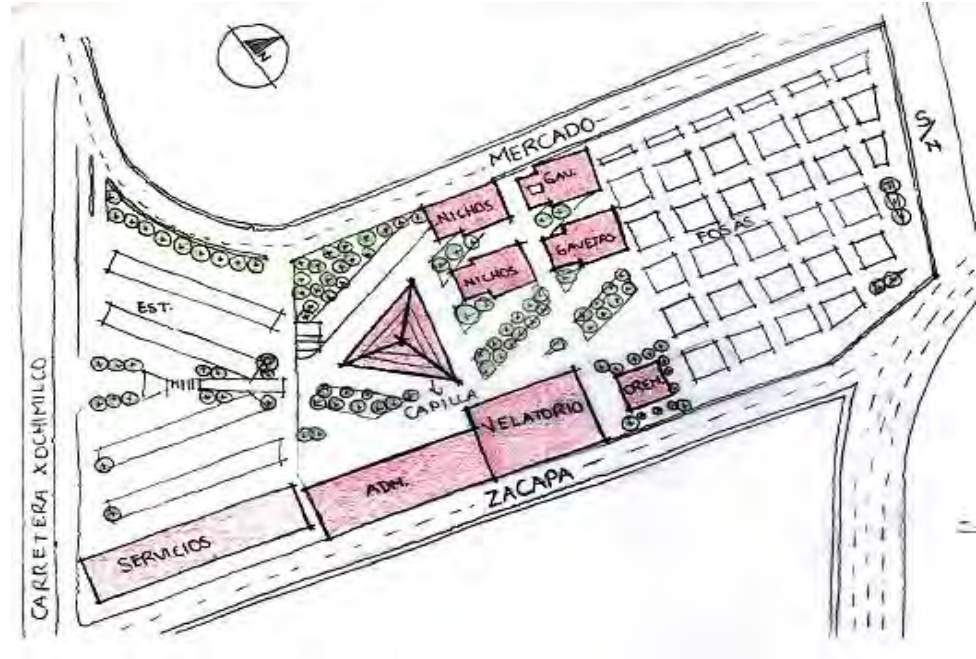 N
MERCADO
S/N
NICHOS
GAV.
NICHOS
GAVETAS
FOSAS
EST.
CAPILLA
VELATORIO
CREM.
ADM.
ZACAPA
SERVICIOS
CARRETERA XOCHIMILCO